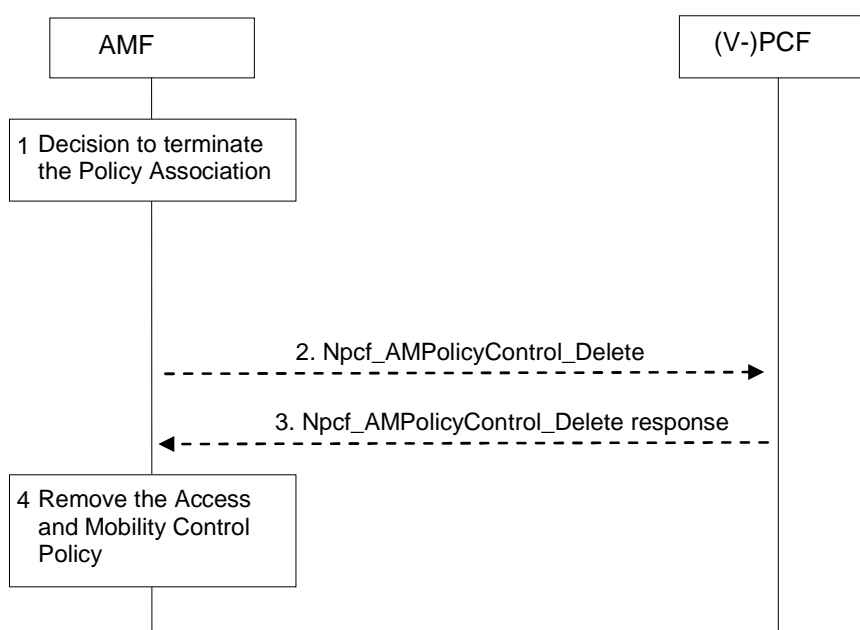 AMF
(V-)PCF
1 Decision to terminate
the Policy Association
2. Npcf_AMPolicyControl_Delete
3. Npcf_AMPolicyControl_Delete response
4 Remove the Access
and Mobility Control
Policy